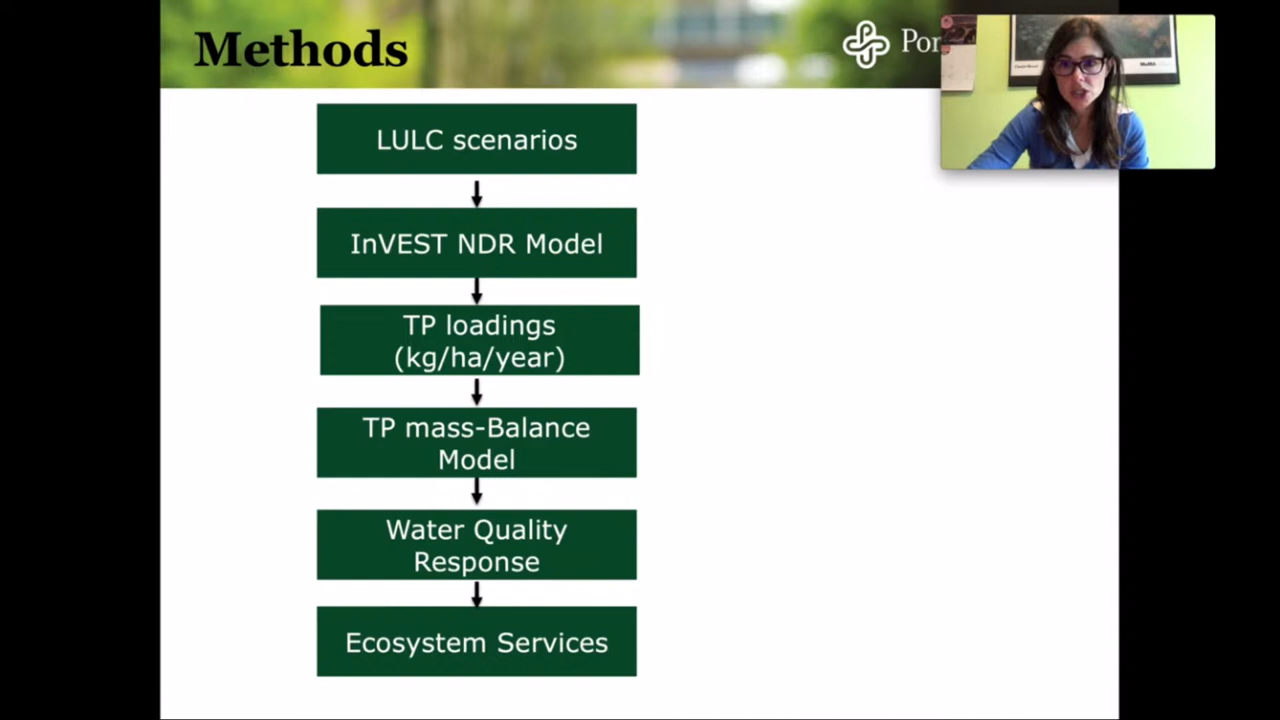 Methods
LULC scenarios
InVEST NDR Model
TP loadings
(kg/ha/year)
TP mass-Balance
Model
Water Quality
Response
Ecosystem Services